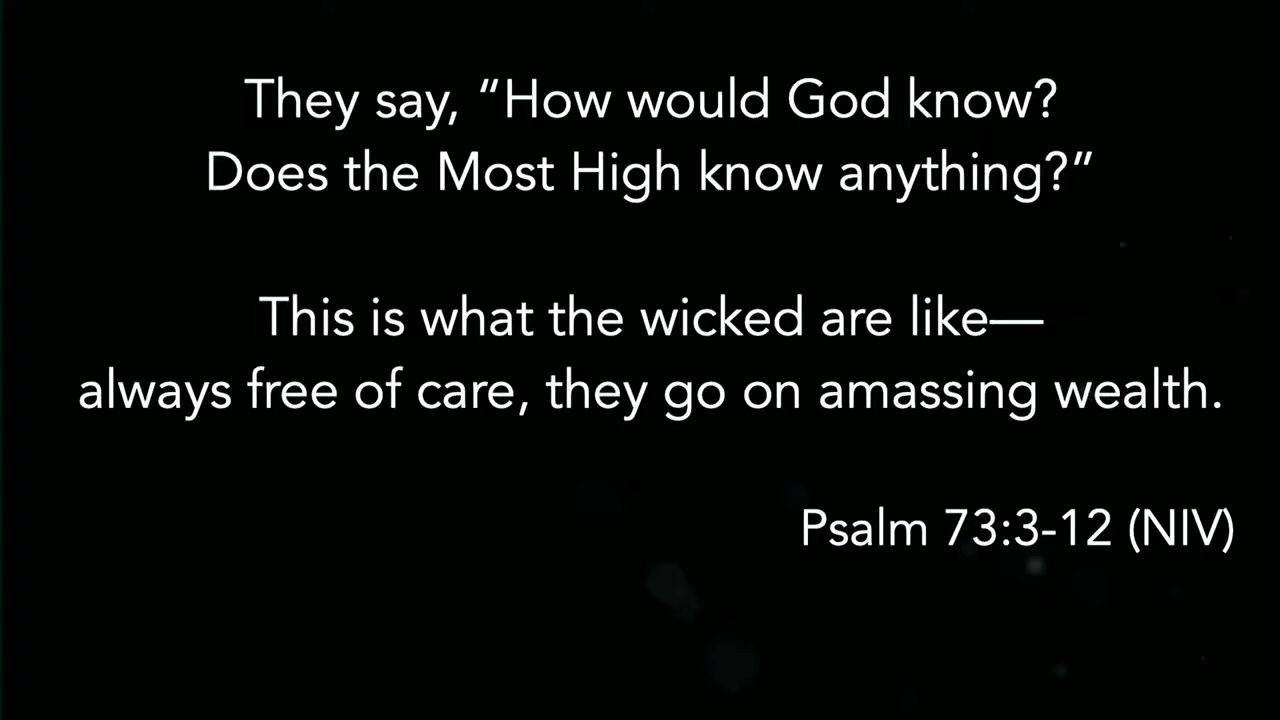 They say, “How would God know?
Does the Most High know anything?”
This is what the wicked are like—
always free of care, they go on amassing wealth.
Psalm 73:3-12 (NIV)